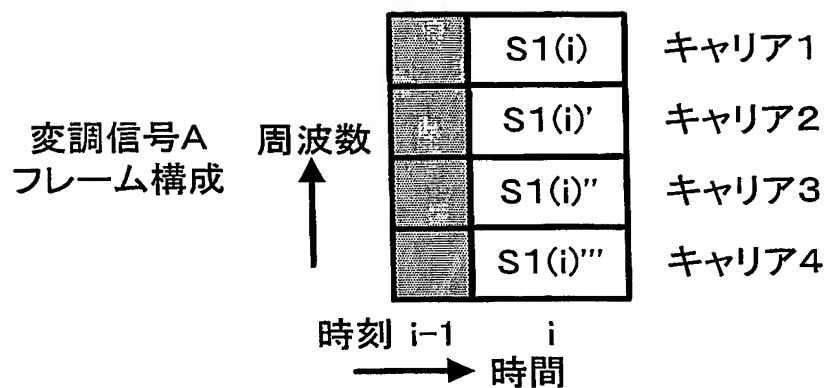 S1(i) キャリア1
S1(i)' キャリア2
変調信号A 周波数
フレーム構成
S1(i)'' キャリア3
S1(i)''' キャリア4
時刻 i-1 i
時間